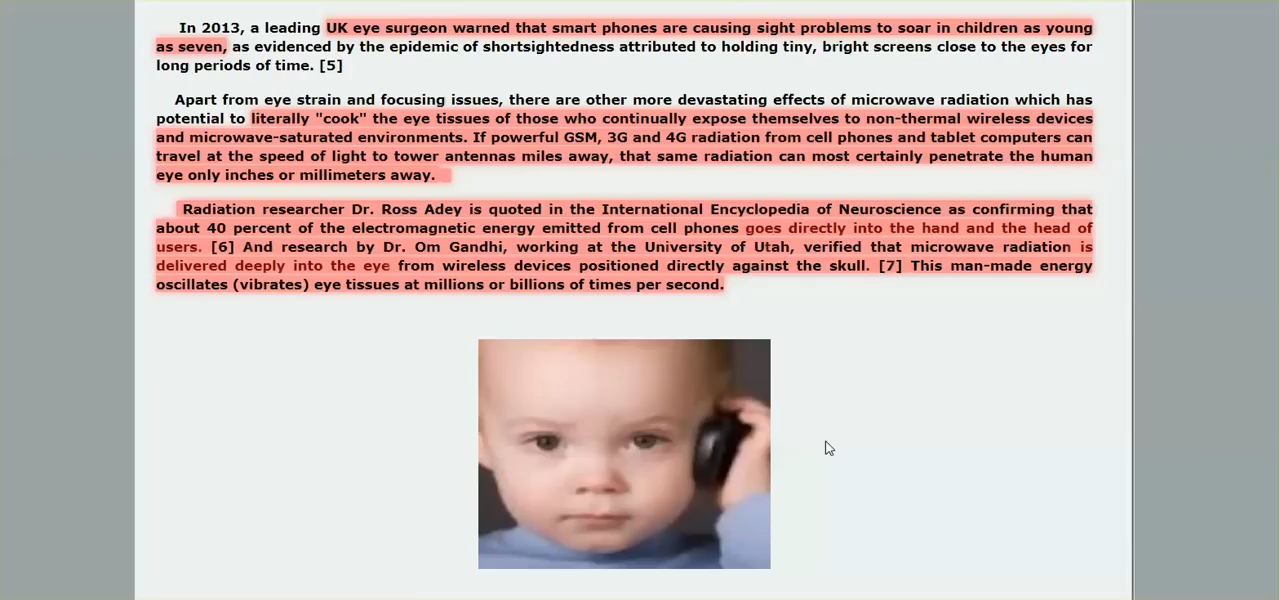 In 2013, a leading UK eye surgeon warned that smart phones are causing sight problems to soar in children as young
as seven, as evidenced by the epidemic of shortsightedness attributed to holding tiny, bright screens close to the eyes for
long periods of time. [5]
Apart from eye strain and focusing issues, there are other more devastating effects of microwave radiation which has
potential to literally "cook" the eye tissues of those who continually expose themselves to non-thermal wireless devices
and microwave-saturated environments. If powerful GSM, 3G and 4G radiation from cell phones and tablet computers can
travel at the speed of light to tower antennas miles away, that same radiation can most certainly penetrate the human
eye only inches or millimeters away.
Radiation researcher Dr. Ross Adey is quoted in the International Encyclopedia of Neuroscience as confirming that
about 40 percent of the electromagnetic energy emitted from cell phones goes directly into the hand and the head of
users. [6] And research by Dr. Om Gandhi, working at the University of Utah, verified that microwave radiation is
delivered deeply into the eye from wireless devices positioned directly against the skull. [7] This man-made energy
oscillates (vibrates) eye tissues at millions or billions of times per second.